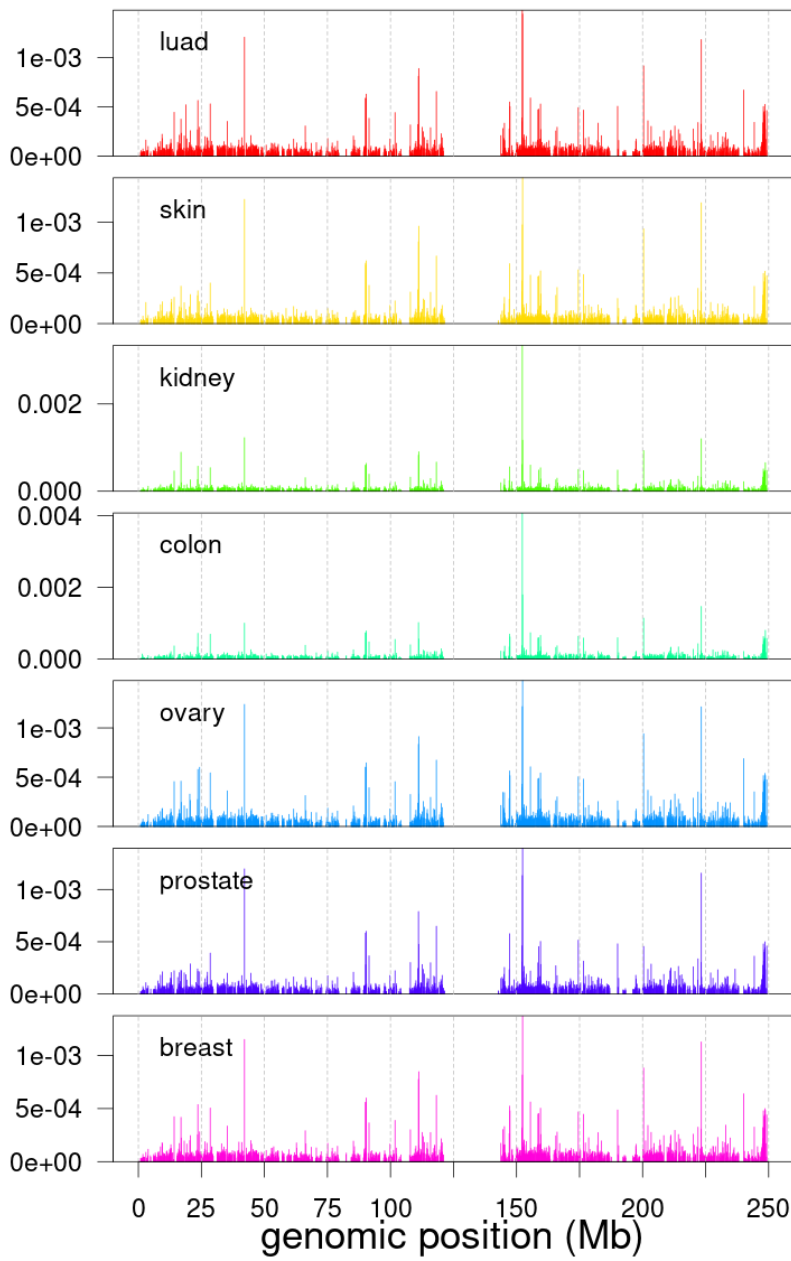 luad
1e-03
5e-04
0e+00
skin
1e-03
5e-04
0e+00
kidney
0.002
0.000
colon
0.004
0.002
0.000
ovary
1e-03
5e-04
0e+00
prostate
1e-03
5e-04
0e+00
breast
1e-03
5e-04
0e+00
0 25 50 75 100 150 200 250
genomic position (Mb)